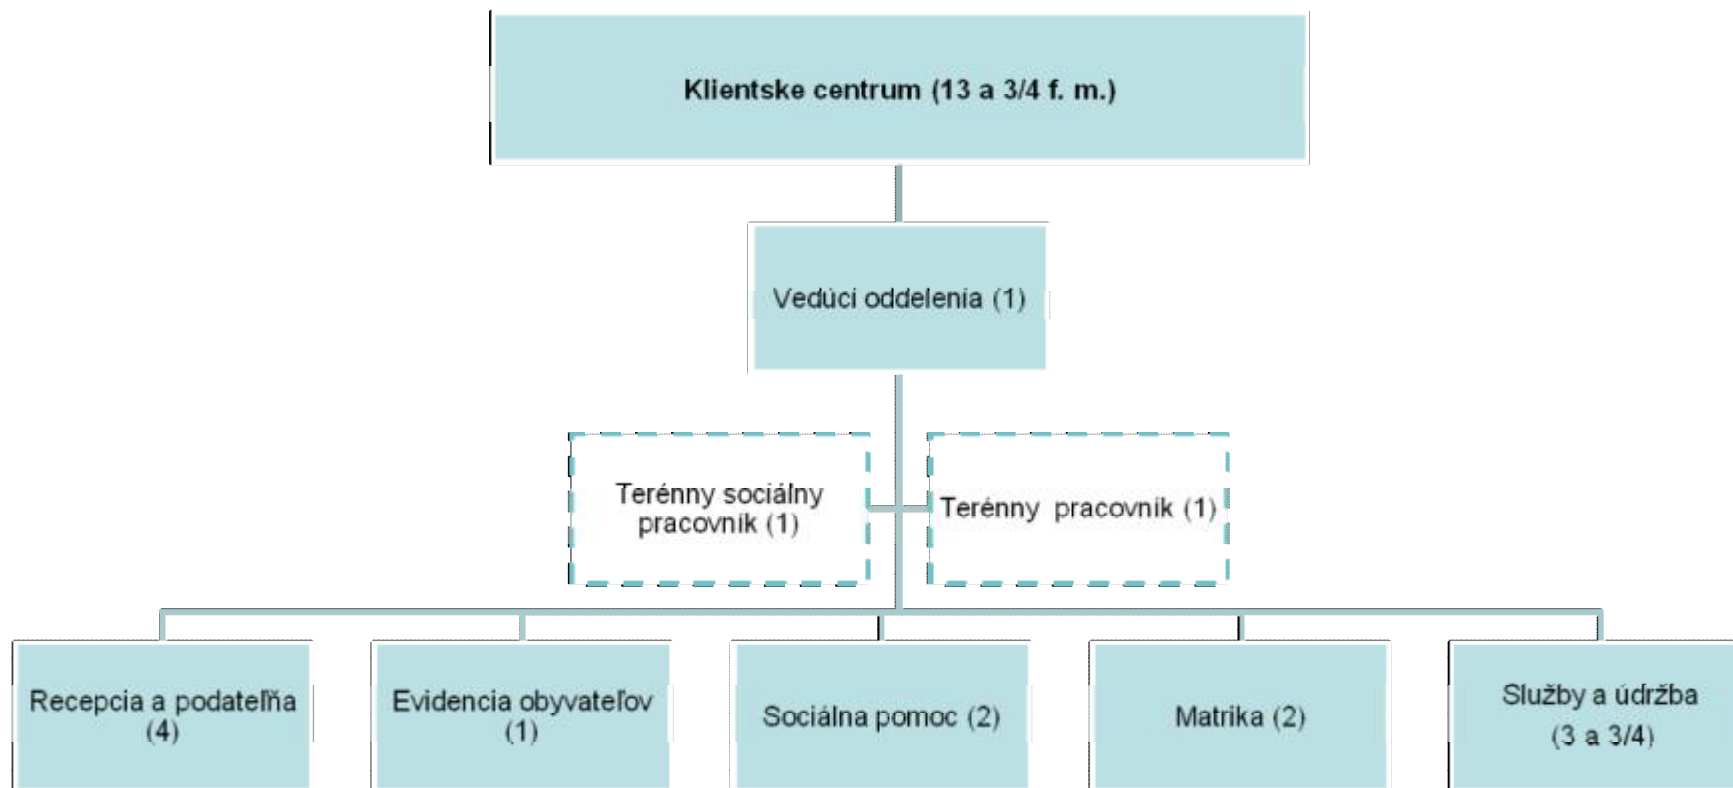 Klientske centrum (13 a 3/4 f. m.)
Vedúci oddelenia (1)
Terénny sociálny
pracovník (1)
Terénny pracovník (1)
Recepcia a podateľňa
(4)
Evidencia obyvateľov
(1)
Sociálna pomoc (2)
Matrika (2)
Služby a údržba
(3 a 3/4)